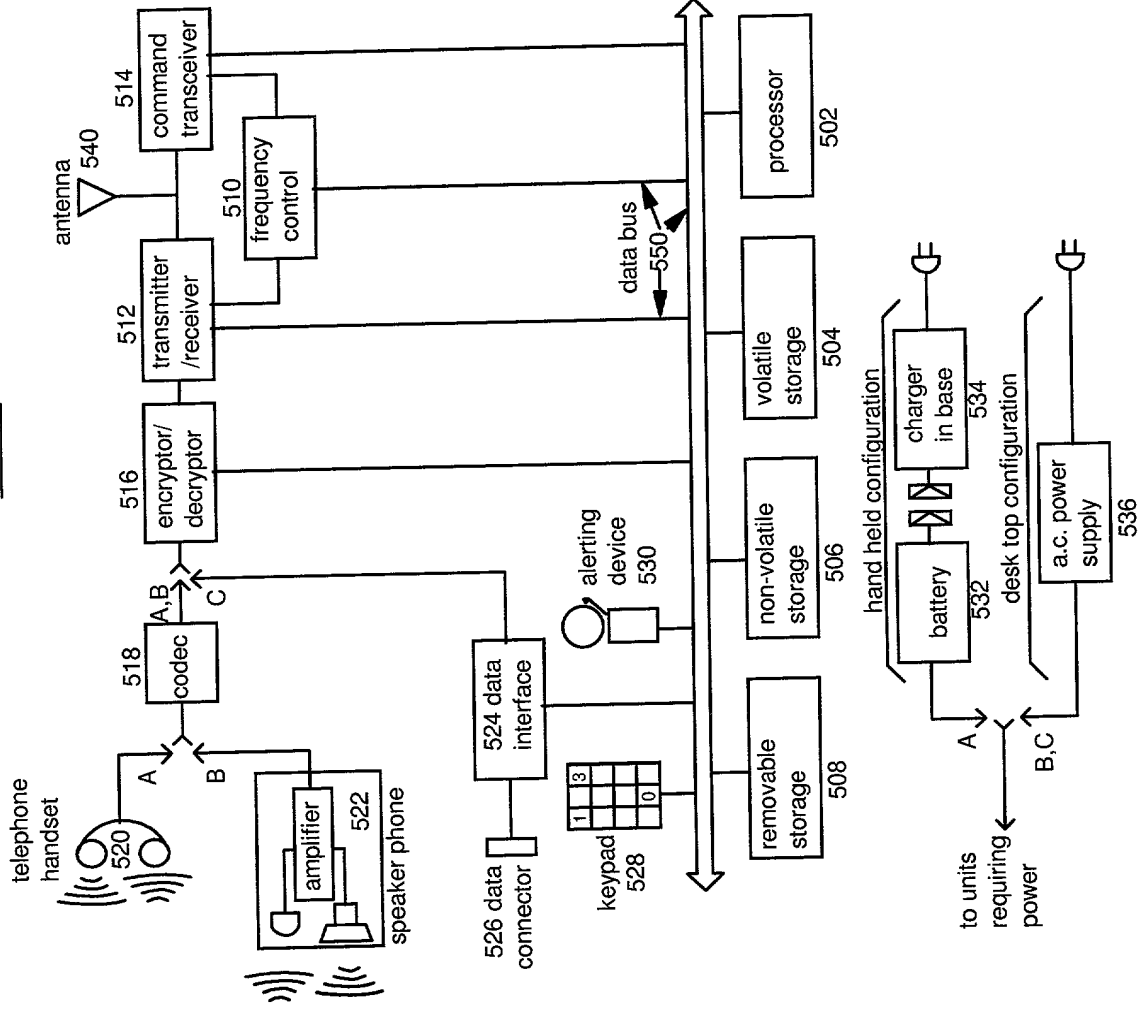 telephone
handset
520
A
B
amplifier
522
speaker phone
518
codec
A,B
C
516
encryptor/
decryptor
512
transmitter
/receiver
antenna
540
514
command
transceiver
510
frequency
control
526 data
connector
524 data
interface
keypad
528
1
3
0
alerting
device
530
data bus
550
removable
storage
508
non-volatile
storage
506
volatile
storage
504
processor
502
to units
requiring
power
A
B,C
hand held configuration
battery
532
charger
in base
534
desk top configuration
a.c. power
supply
536